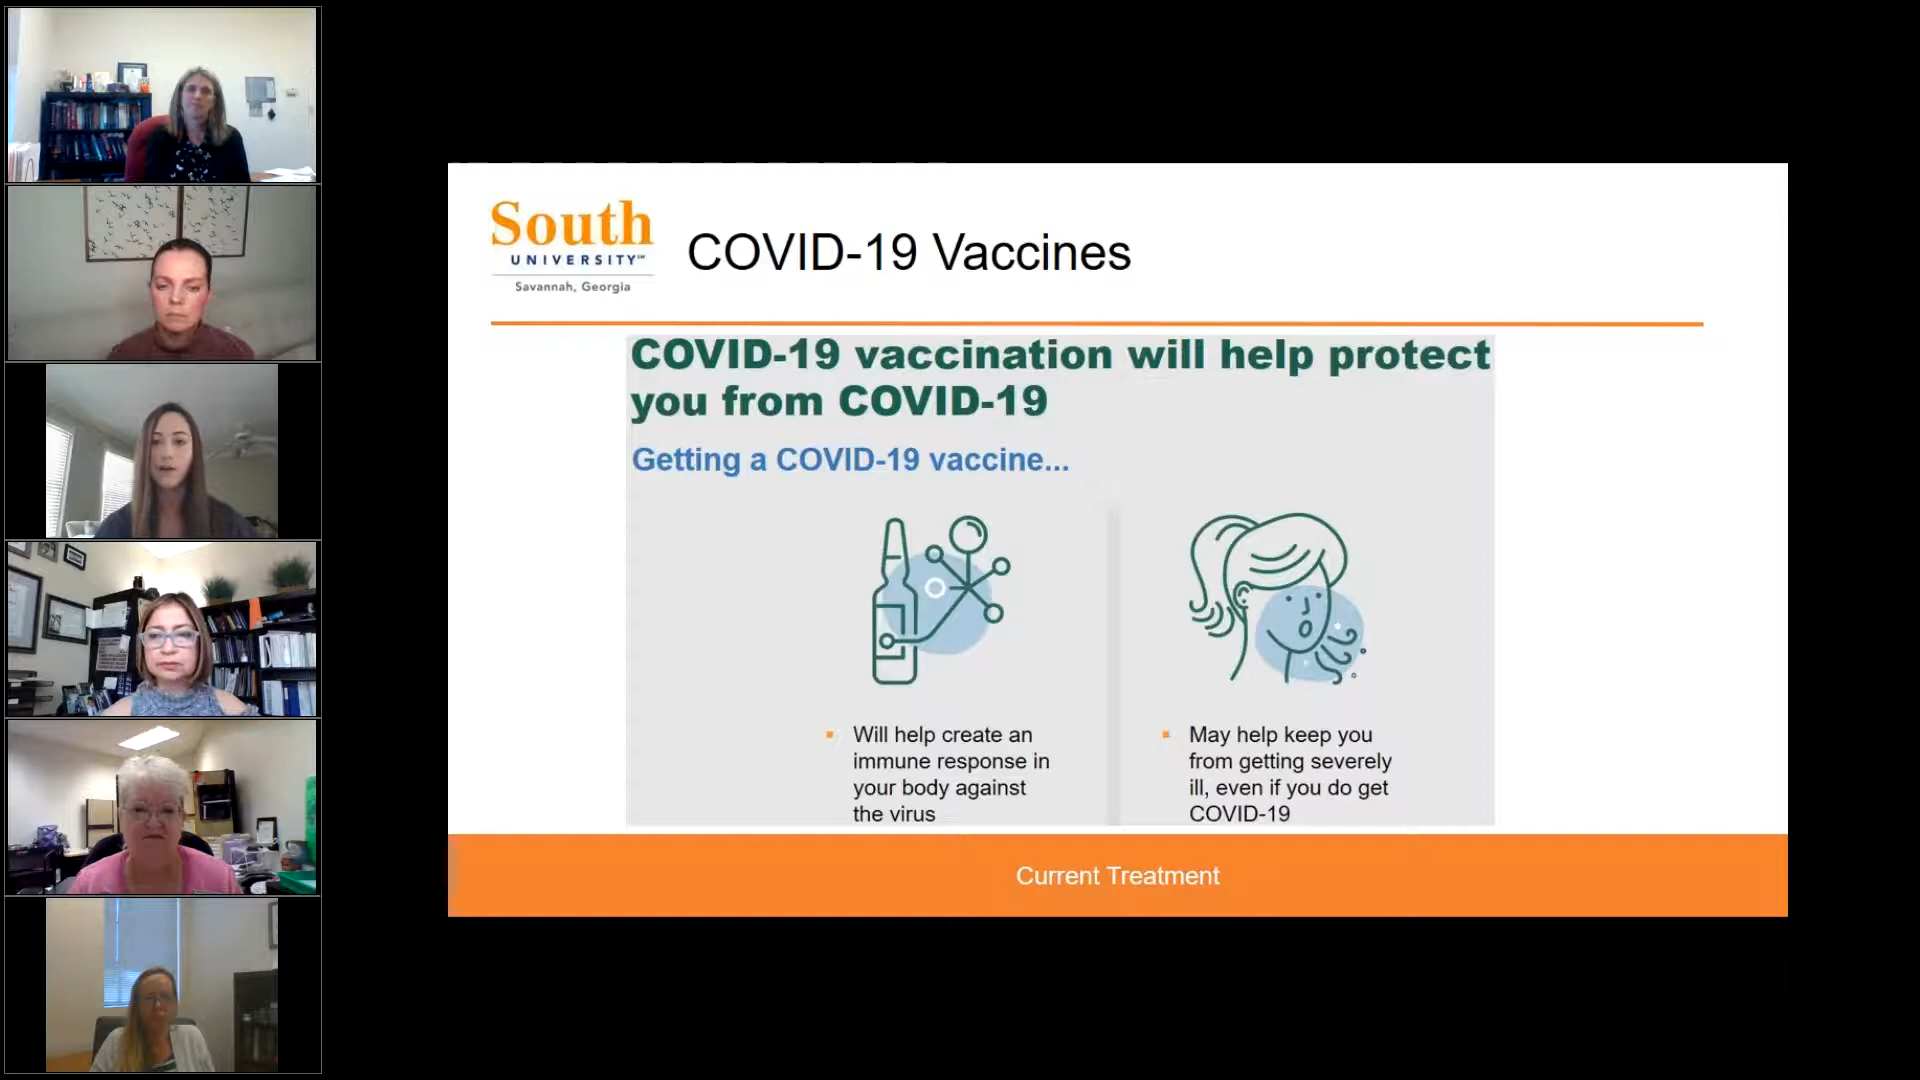 South
UNIVERSITY℠
Savannah, Georgia
COVID-19 Vaccines
COVID-19 vaccination will help protect
you from COVID-19
Getting a COVID-19 vaccine...
Will help create an
immune response in
your body against
the virus
May help keep you
from getting severely
ill, even if you do get
COVID-19
Current Treatment